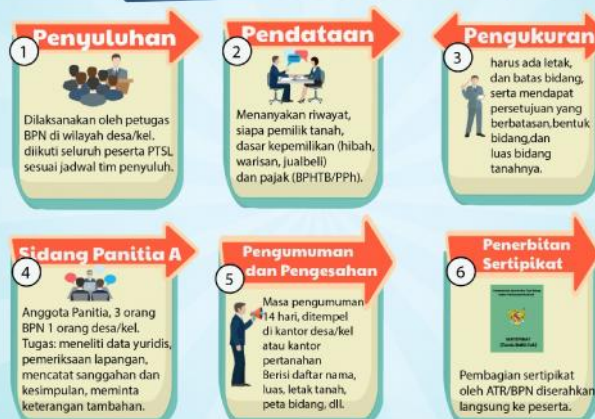 1
Penyuluhan
Dilaksanakan oleh petugas
BPN di wilayah desa/kel.
diikuti seluruh peserta PTSL
sesuai jadwal tim penyuluh.
2
Pendataan
Menanyakan riwayat,
siapa pemilik tanah,
dasar kepemilikan (hibah,
warisan, jualbeli)
dan pajak (BPHTB/PPh).
3
Pengukuran
harus ada letak,
dan batas bidang,
serta mendapat
persetujuan yang
berbatasan,bentuk
bidang,dan
luas bidang
tanahnya.
4
Sidang Panitia A
Anggota Panitia, 3 orang
BPN 1 orang desa/kel.
Tugas: meneliti data yuridis,
pemeriksaan lapangan,
mencatat sanggahan dan
kesimpulan, meminta
keterangan tambahan.
5
Pengumuman
dan Pengesahan
Masa pengumuman
14 hari, ditempel
di kantor desa/kel
atau kantor
pertanahan
Berisi daftar nama,
luas, letak tanah,
peta bidang, dll.
6
Penerbitan
Sertipikat
Pembagian sertipikat
oleh ATR/BPN diserahkan
langsung ke peserta.